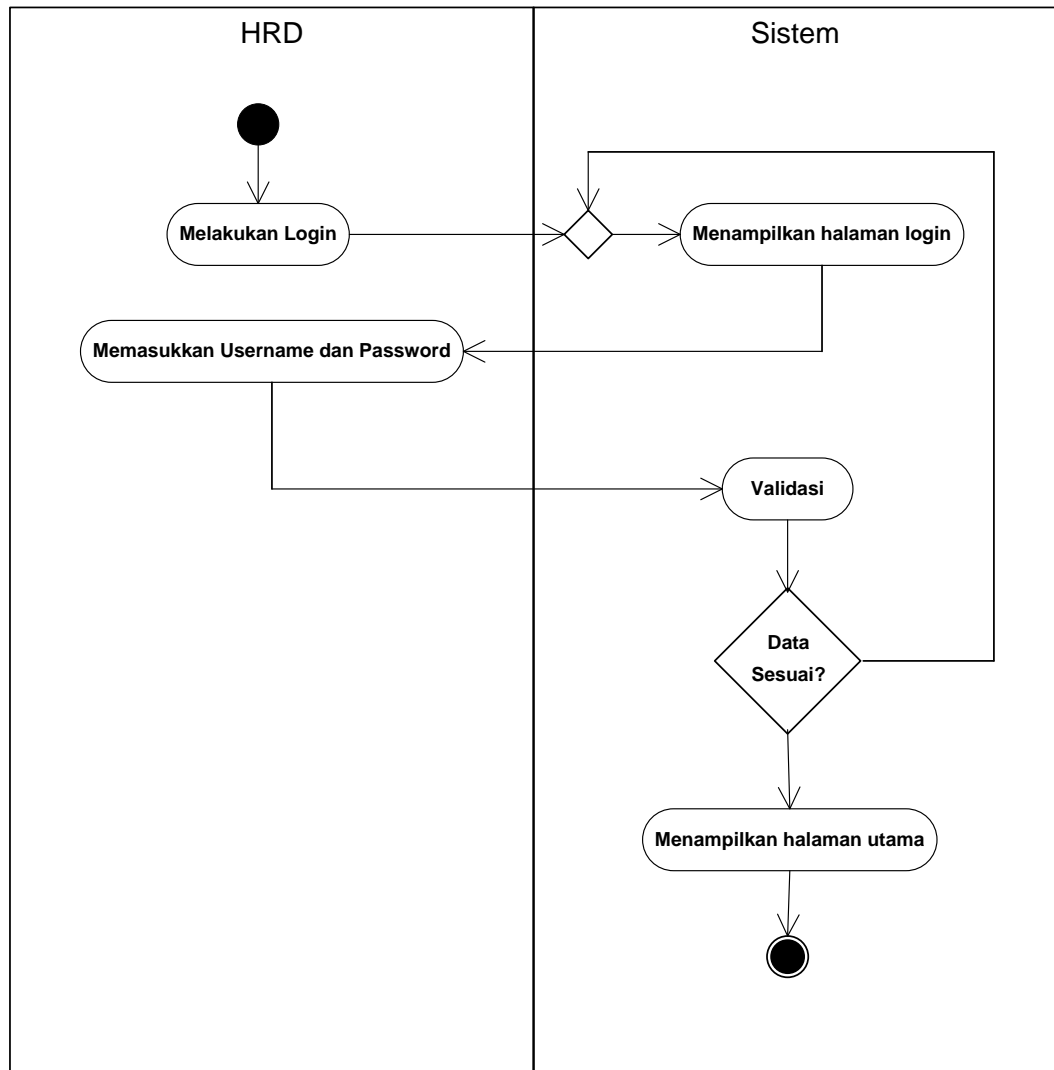 HRD
Sistem
Melakukan Login
Menampilkan halaman login
Memasukkan Username dan Password
Validasi
Data
Sesuai?
Menampilkan halaman utama